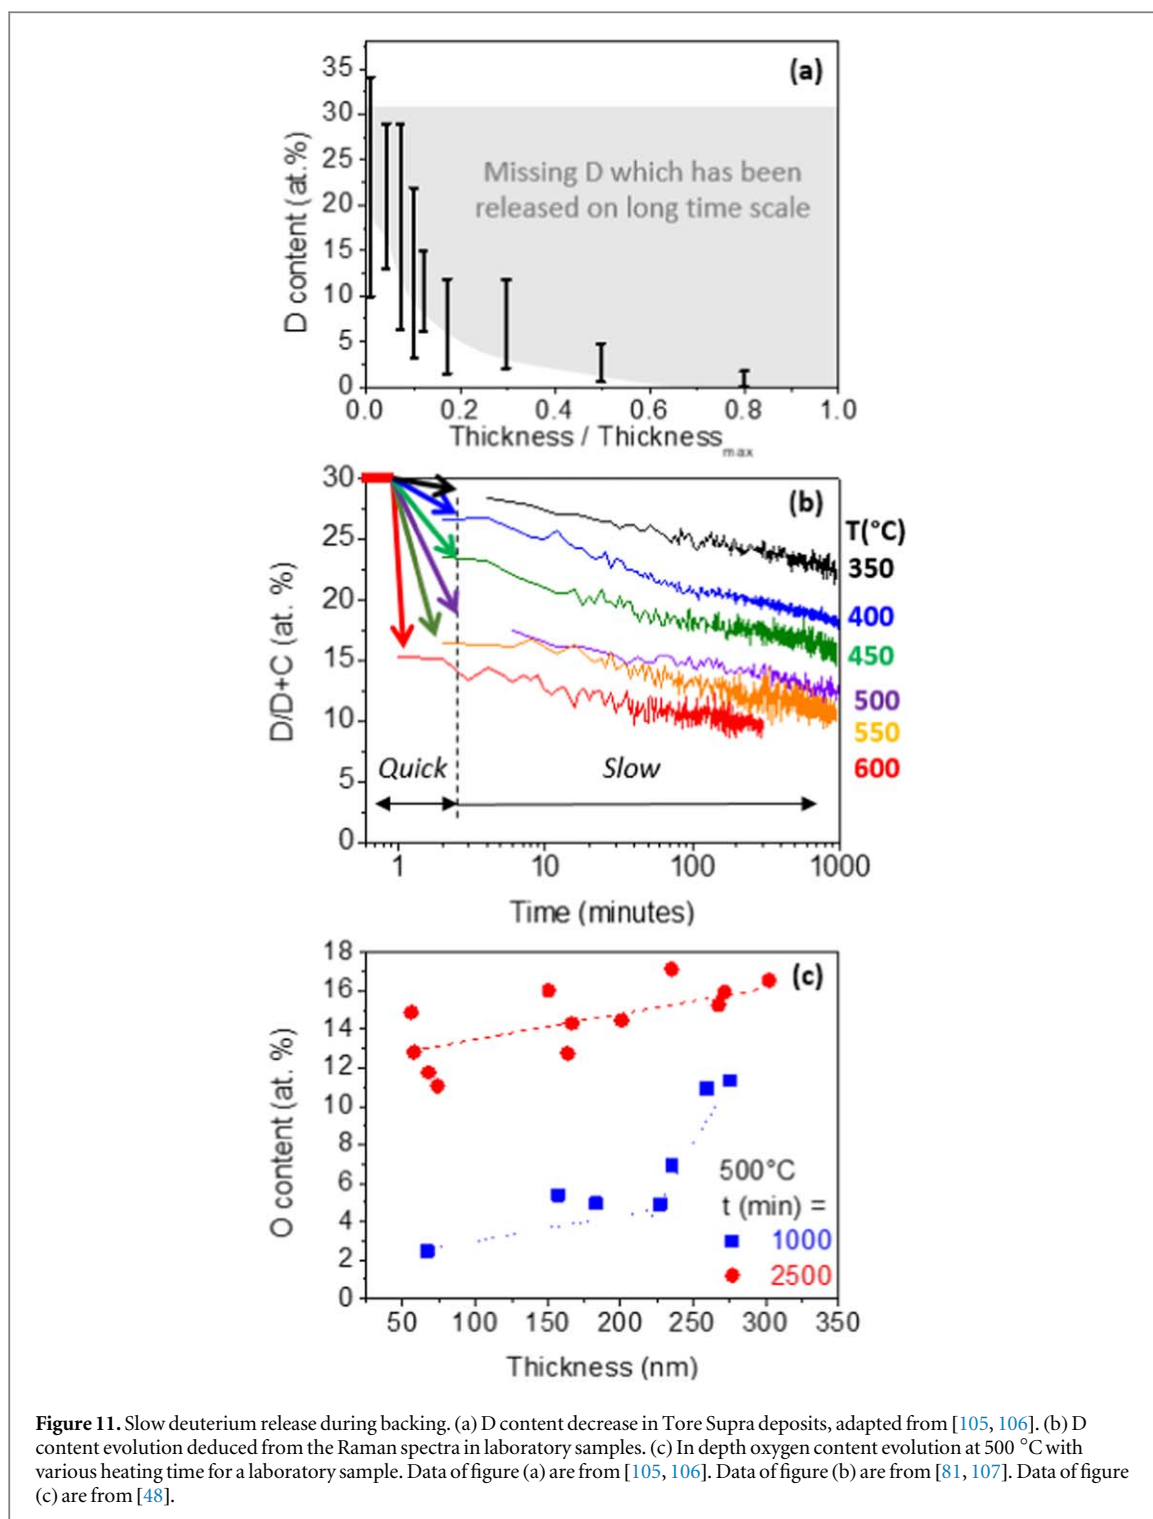 (a)
35
30
25
20
15
10
5
0
D content (at.%)
Missing D which has been
released on long time scale
0.0 0.2 0.4 0.6 0.8 1.0
Thickness / Thickness max
(b)
30
25
20
15
10
5
0
D/D+C (at. %)
T(°C)
350
400
450
500
550
600
Quick Slow
1 10 100 1000
Time (minutes)
(c)
18
16
14
12
10
8
6
4
2
0
O content (at. %)
500°C
t (min) =
1000
2500
50 100 150 200 250 300 350
Thickness (nm)
Figure 11. Slow deuterium release during backing. (a) D content decrease in Tore Supra deposits, adapted from [105, 106]. (b) D
content evolution deduced from the Raman spectra in laboratory samples. (c) In depth oxygen content evolution at 500 °C with
various heating time for a laboratory sample. Data of figure (a) are from [105, 106]. Data of figure (b) are from [81, 107]. Data of figure
(c) are from [48].